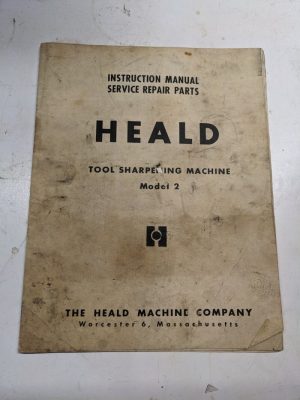 INSTRUCTION MANUAL
SERVICE REPAIR PARTS
HEALD
TOOL SHARPENING MACHINE
Model 2
THE HEALD MACHINE COMPANY
Worcester 6, Massachusetts